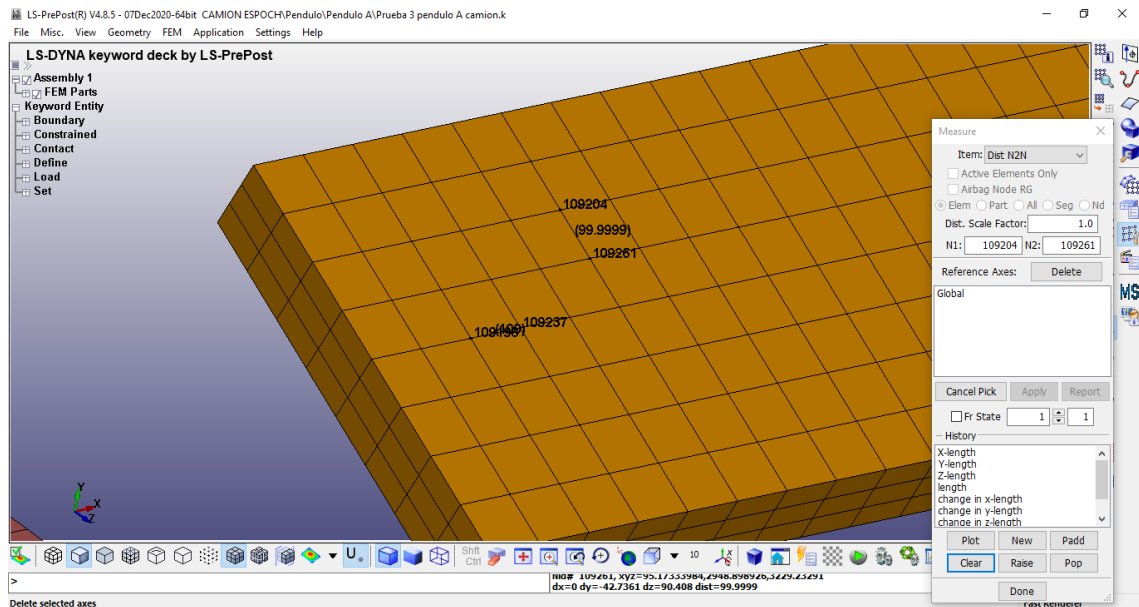 LS-PrePost(R) V4.8.5 - 07Dec2020-64bit CAMION ESPOCH\Pendulo\Pendulo A\Prueba 3 pendulo A camion.k
File Misc. View Geometry FEM Application Settings Help
LS-DYNA keyword deck by LS-PrePost
Assembly 1
FEM Parts
Keyword Entity
Boundary
Constrained
Contact
Define
Load
Set
109204
(99.9999)
109261
109237
Y
X
Z
Measure
Item: Dist N2N
Active Elements Only
Airbag Node RG
Elem Part All Seg Nd
Dist. Scale Factor: 1.0
N1: 109204 N2: 109261
Reference Axes: Delete
Global
Cancel Pick Apply Report
Fr State 1 1
History
X-length
Y-length
Z-length
length
change in x-length
change in y-length
change in z-length
Plot New Padd
Clear Raise Pop
Done
MS
U
Shft
Ctrl
10
>
Nid# 109261, xyz=95.17333984,2948.898926,3229.23291
dx=0 dy=-42.7361 dz=90.408 dist=99.9999
Delete selected axes
Fast Renderer